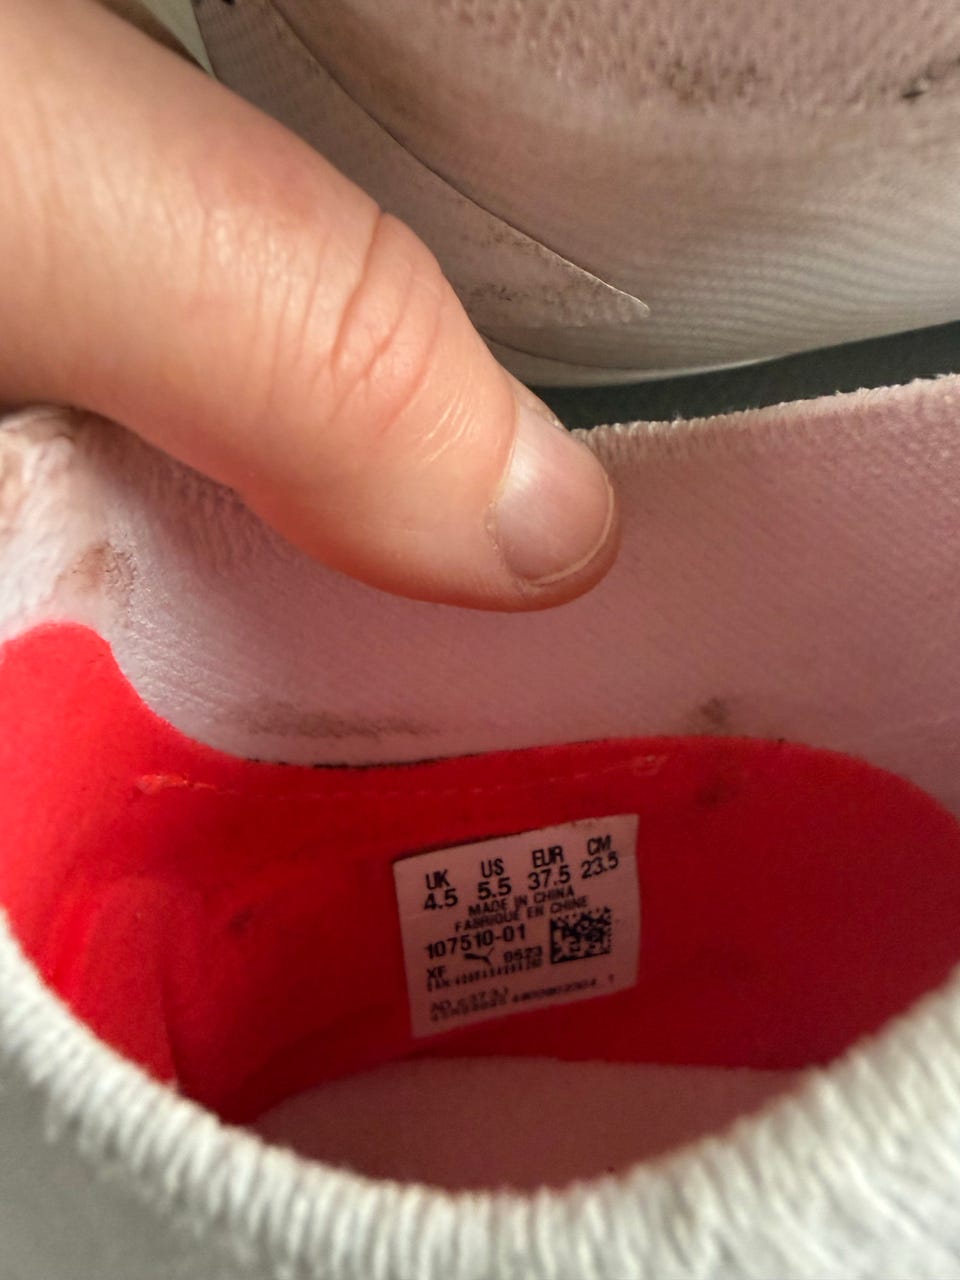 UK US EUR CM
4.5 5.5 37.5 23.5
MADE IN CHINA
FABRIQUE EN CHINE
107510-01
XF 0523